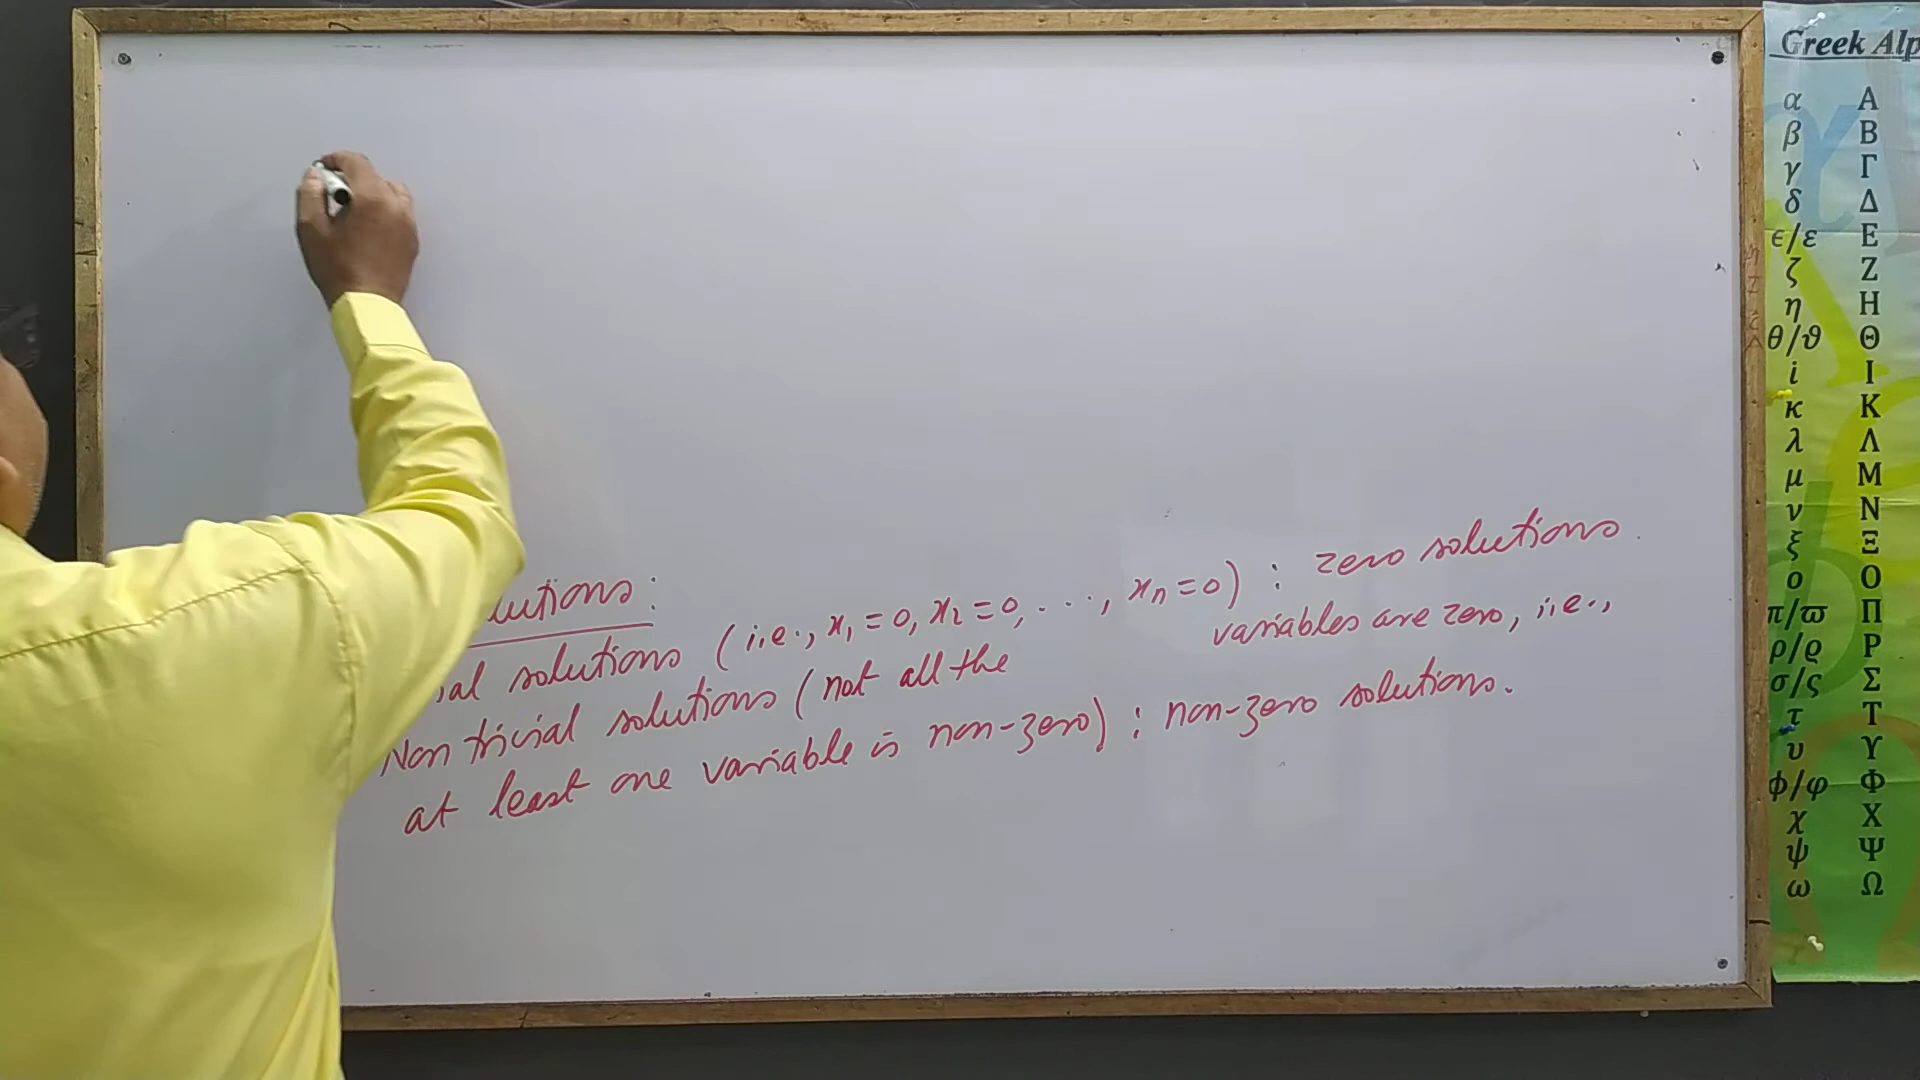 solutions:
solutions (i.e., x₁=0, x₂=0, ..., xₙ=0) : zero solutions.
Non trivial solutions (not all the variables are zero, i.e.,
at least one variable is non-zero) : non-zero solutions.
Greek Alp
α Α
β Β
γ Γ
δ Δ
ϵ/ε Ε
ζ Ζ
η Η
θ/ϑ Θ
i Ι
κ Κ
λ Λ
μ Μ
ν Ν
ξ Ξ
ο Ο
π/ϖ Π
ρ/ϱ Ρ
σ/ς Σ
τ Τ
υ Υ
ϕ/φ Φ
χ Χ
ψ Ψ
ω Ω